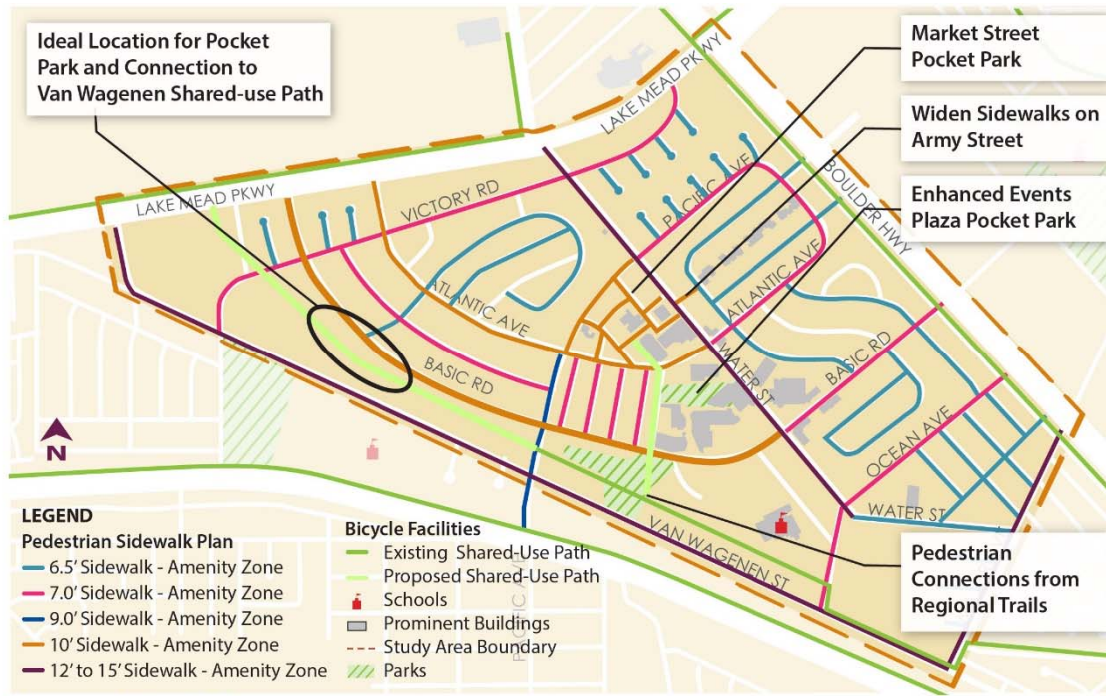 Ideal Location for Pocket
Park and Connection to
Van Wagenen Shared-use Path
Market Street
Pocket Park
Widen Sidewalks on
Army Street
Enhanced Events
Plaza Pocket Park
Pedestrian
Connections from
Regional Trails
LAKE MEAD PKWY
LAKE MEAD PKWY
BOULDER HWY
VICTORY RD
PACIFIC AVE
ATLANTIC AVE
ATLANTIC AVE
BASIC RD
BASIC RD
WATER ST
OCEAN AVE
WATER ST
VAN WAGENEN ST
PACIFIC AVE
N
LEGEND
Pedestrian Sidewalk Plan
6.5' Sidewalk - Amenity Zone
7.0' Sidewalk - Amenity Zone
9.0' Sidewalk - Amenity Zone
10' Sidewalk - Amenity Zone
12' to 15' Sidewalk - Amenity Zone
Bicycle Facilities
Existing Shared-Use Path
Proposed Shared-Use Path
Schools
Prominent Buildings
Study Area Boundary
Parks